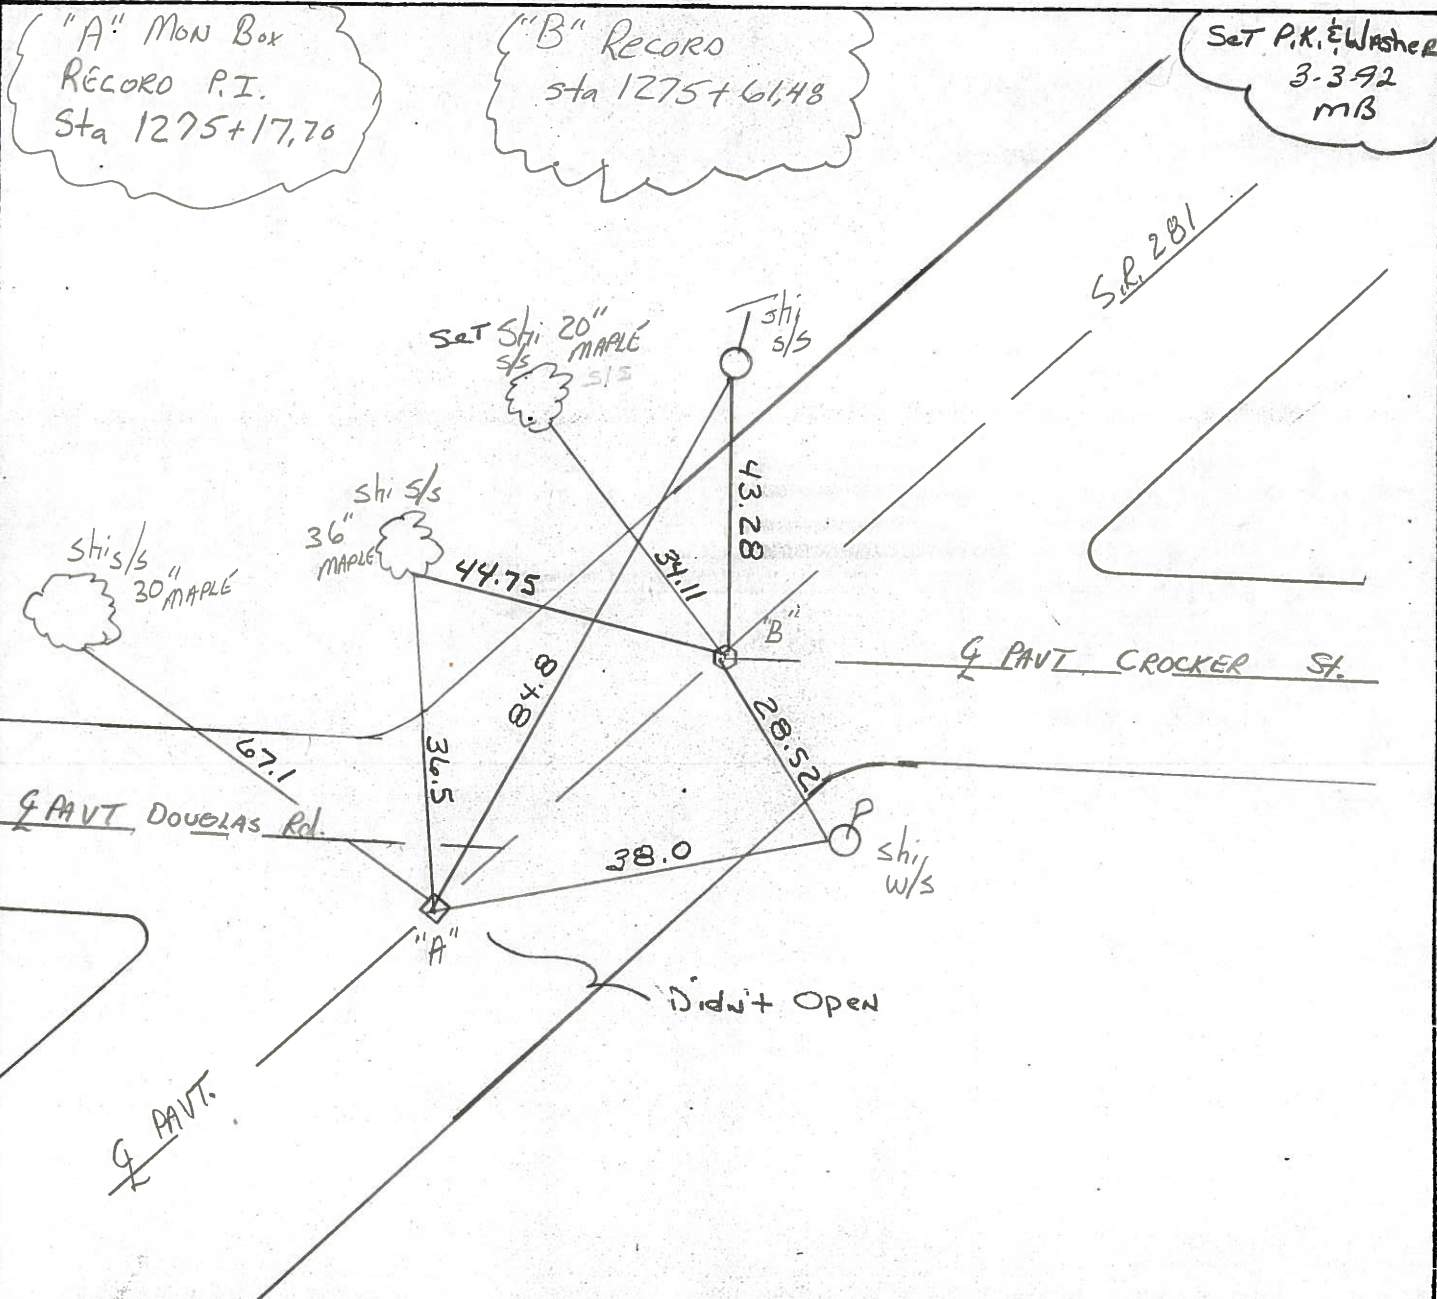 "A" MON BOX
RECORD P.I.
Sta 1275+17,70
"B" RECORD
sta 1275+61,48
SeT P.K. & WAsHeR
3-3-92
MB
S.R. 281
SeT Shi 20"
s/s MAPLE
s/s
shi
s/s
shi s/s
36"
MAPLE
shi s/s
30" MAPLE
43.28
34.11
44.75
"B"
84.8
28.52
36.5
67.1
38.0
℄ PAVT CROCKER St.
℄ PAVT DOUGLAS Rd.
P
shi
w/s
"A"
Didn't Open
℄ PAVT.